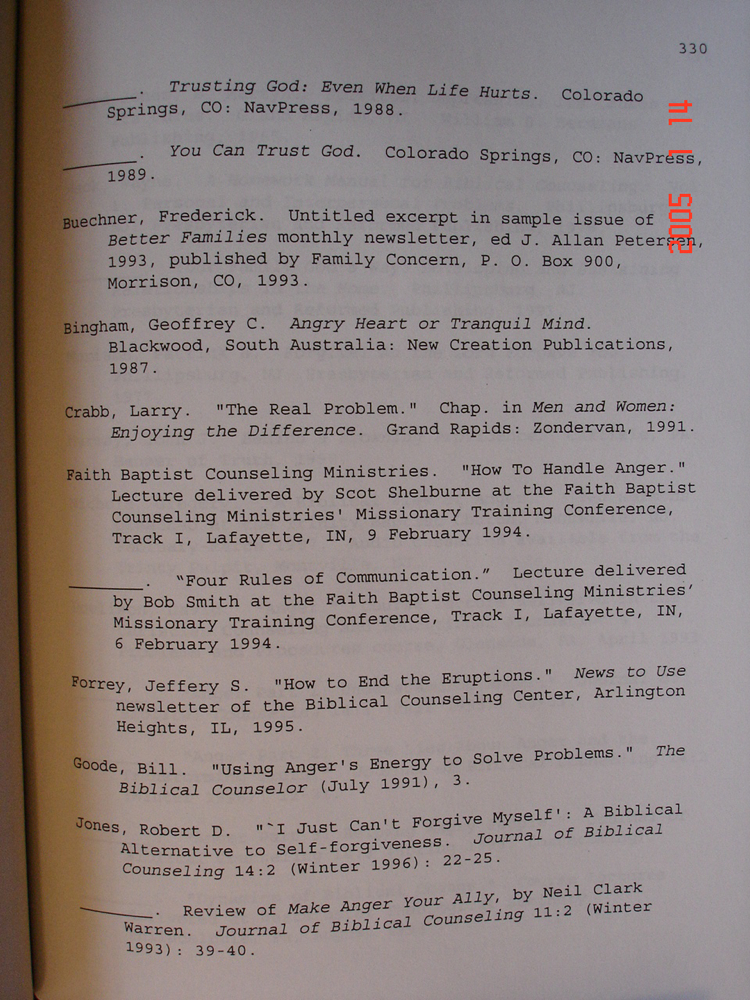 330
_______. Trusting God: Even When Life Hurts. Colorado
Springs, CO: NavPress, 1988.
_______. You Can Trust God. Colorado Springs, CO: NavPress,
1989.
Buechner, Frederick. Untitled excerpt in sample issue of
Better Families monthly newsletter, ed J. Allan Petersen,
1993, published by Family Concern, P. O. Box 900,
Morrison, CO, 1993.
Bingham, Geoffrey C. Angry Heart or Tranquil Mind.
Blackwood, South Australia: New Creation Publications,
1987.
Crabb, Larry. "The Real Problem." Chap. in Men and Women:
Enjoying the Difference. Grand Rapids: Zondervan, 1991.
Faith Baptist Counseling Ministries. "How To Handle Anger."
Lecture delivered by Scot Shelburne at the Faith Baptist
Counseling Ministries' Missionary Training Conference,
Track I, Lafayette, IN, 9 February 1994.
_______. “Four Rules of Communication.” Lecture delivered
by Bob Smith at the Faith Baptist Counseling Ministries’
Missionary Training Conference, Track I, Lafayette, IN,
6 February 1994.
Forrey, Jeffery S. "How to End the Eruptions." News to Use
newsletter of the Biblical Counseling Center, Arlington
Heights, IL, 1995.
Goode, Bill. "Using Anger's Energy to Solve Problems." The
Biblical Counselor (July 1991), 3.
Jones, Robert D. "`I Just Can't Forgive Myself': A Biblical
Alternative to Self-forgiveness. Journal of Biblical
Counseling 14:2 (Winter 1996): 22-25.
_______. Review of Make Anger Your Ally, by Neil Clark
Warren. Journal of Biblical Counseling 11:2 (Winter
1993): 39-40.
2005 1 14